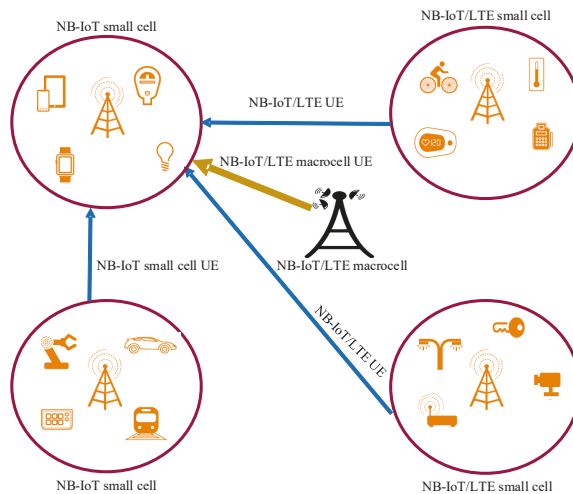 NB-IoT small cell
NB-IoT/LTE small cell
NB-IoT/LTE UE
NB-IoT/LTE macrocell UE
120
NB-IoT small cell UE
NB-IoT/LTE macrocell
NB-IoT/LTE UE
NB-IoT small cell
NB-IoT/LTE small cell